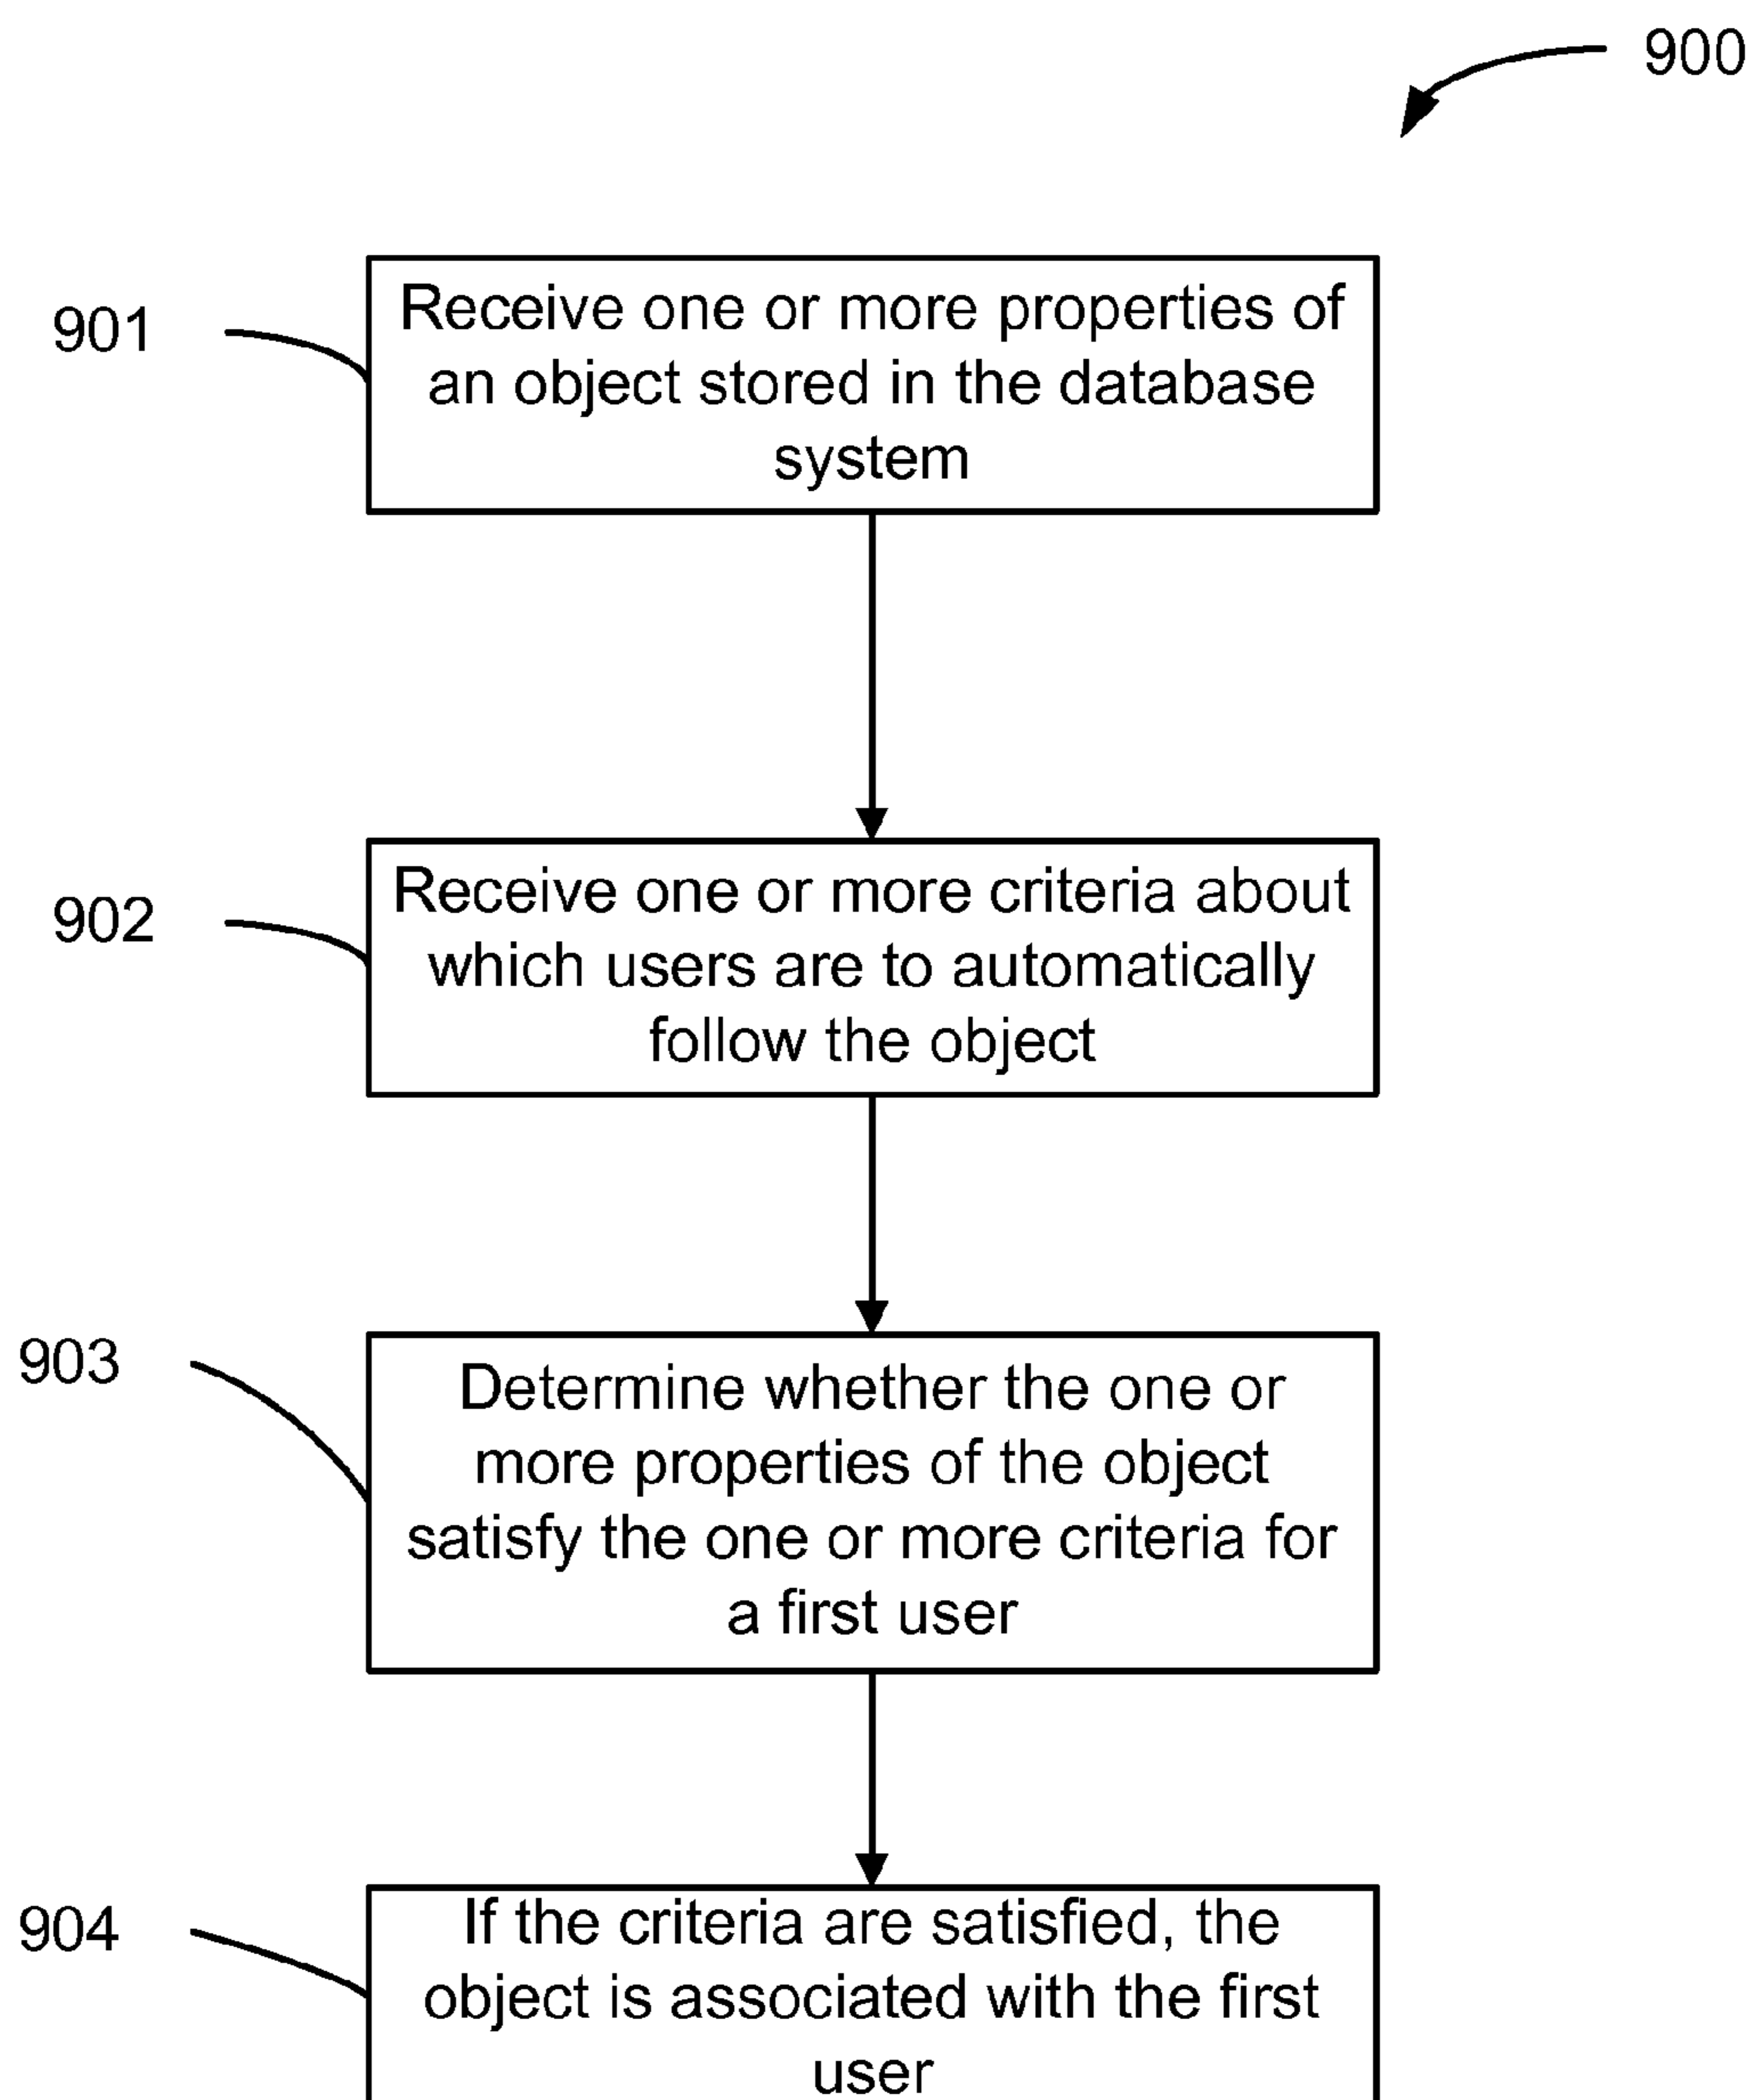 900
901
Receive one or more properties of
an object stored in the database
system
902
Receive one or more criteria about
which users are to automatically
follow the object
903
Determine whether the one or
more properties of the object
satisfy the one or more criteria for
a first user
904
If the criteria are satisfied, the
object is associated with the first
user